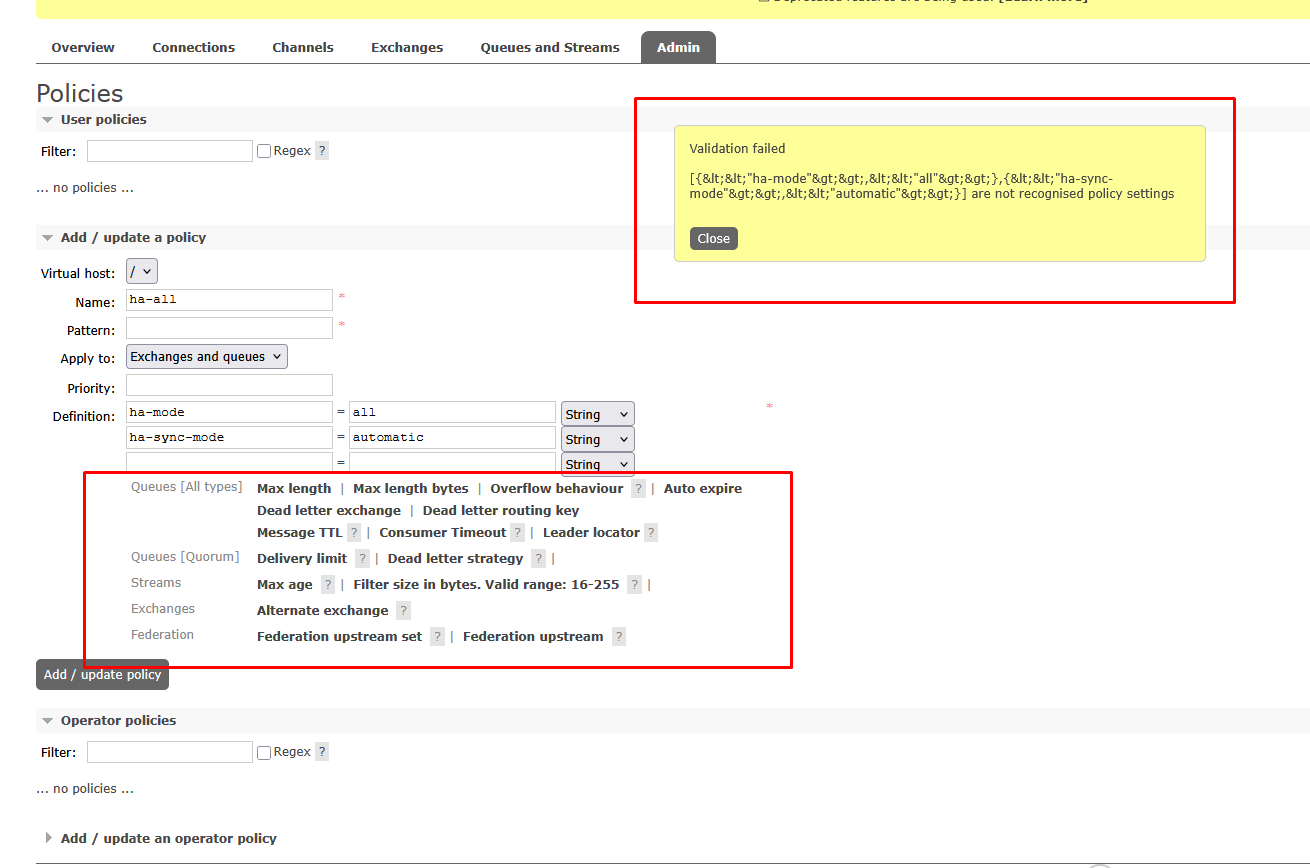 Overview Connections Channels Exchanges Queues and Streams Admin
Policies
User policies
Filter: Regex ?
... no policies ...
Validation failed
[{&lt;&lt;"ha-mode"&gt;&gt;,&lt;&lt;"all"&gt;&gt;},{&lt;&lt;"ha-sync-
mode"&gt;&gt;,&lt;&lt;"automatic"&gt;&gt;}] are not recognised policy settings
Close
Add / update a policy
Virtual host: /
Name: ha-all *
Pattern: *
Apply to: Exchanges and queues
Priority:
Definition: ha-mode = all String *
ha-sync-mode = automatic String
= String
Queues [All types] Max length | Max length bytes | Overflow behaviour ? | Auto expire
Dead letter exchange | Dead letter routing key
Message TTL ? | Consumer Timeout ? | Leader locator ?
Queues [Quorum] Delivery limit ? | Dead letter strategy ? |
Streams Max age ? | Filter size in bytes. Valid range: 16-255 ? |
Exchanges Alternate exchange ?
Federation Federation upstream set ? | Federation upstream ?
Add / update policy
Operator policies
Filter: Regex ?
... no policies ...
Add / update an operator policy